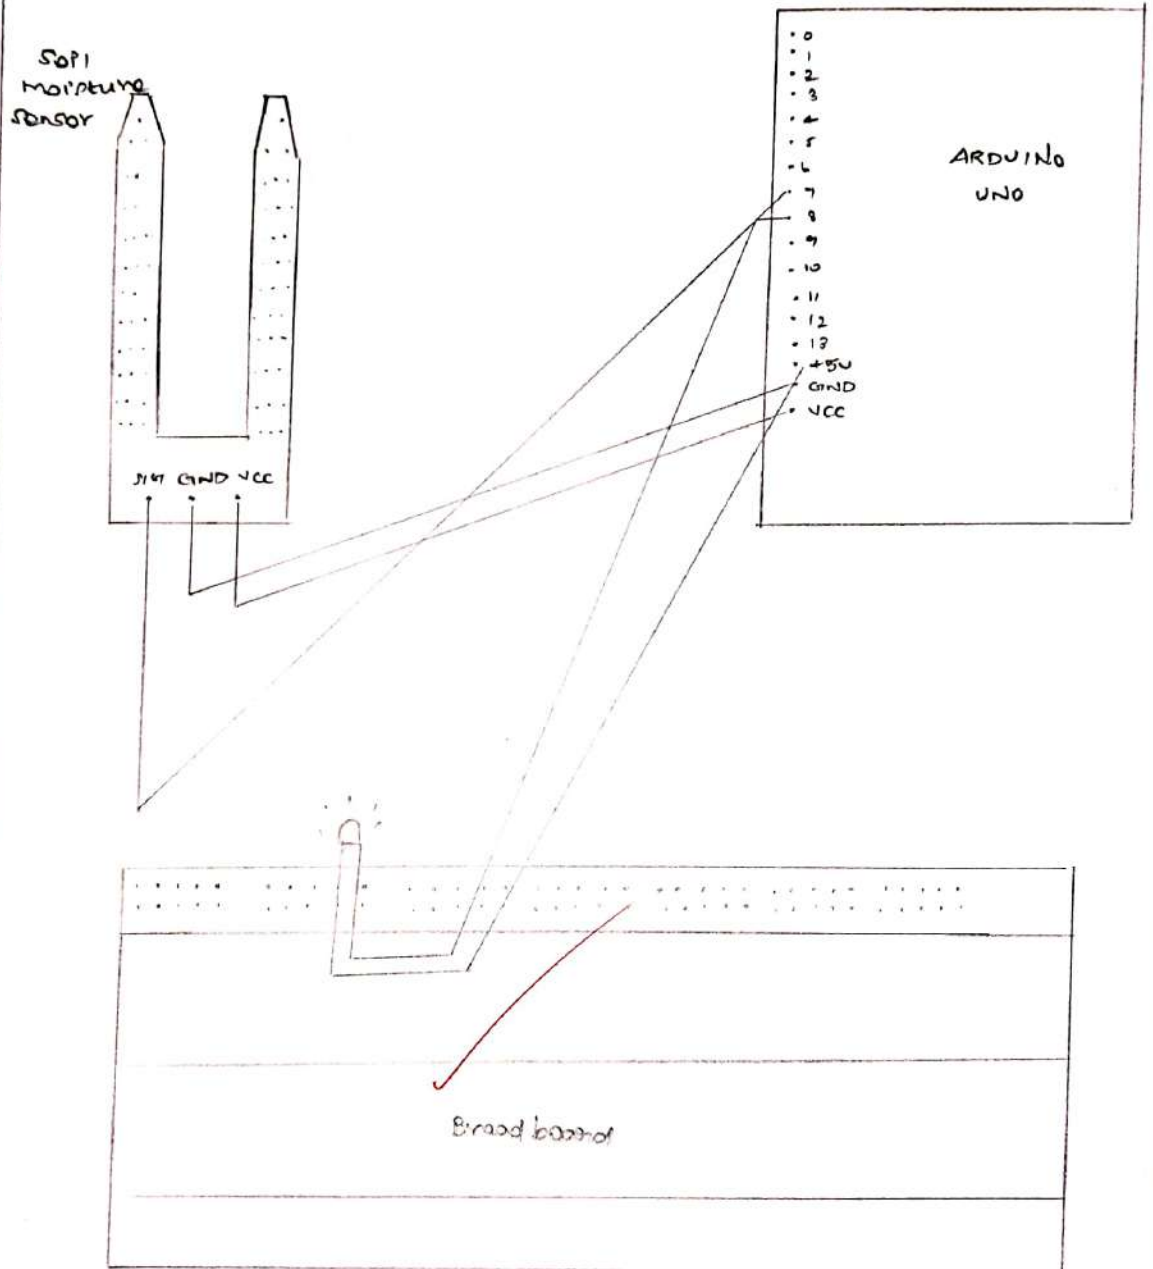 Soil
moisture
sensor
SIG GND VCC
0
1
2
3
4
5
6
7
8
9
10
11
12
13
+5V
GND
VCC
ARDUINO
UNO
Bread board